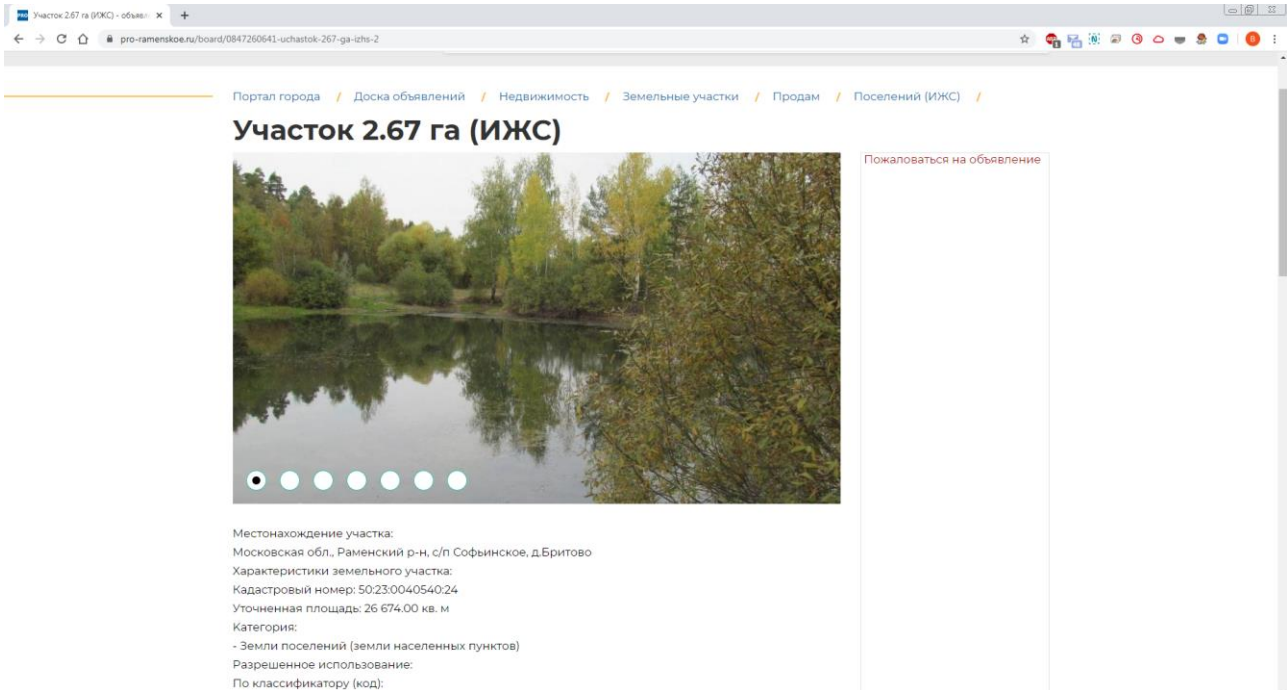 Участок 2.67 га (ИЖС) - объявл
pro-ramenskoe.ru/board/0847260641-uchastok-267-ga-izhs-2
Портал города / Доска объявлений / Недвижимость / Земельные участки / Продам / Поселений (ИЖС) /
Участок 2.67 га (ИЖС)
Пожаловаться на объявление
Местонахождение участка:
Московская обл., Раменский р-н, с/п Софьинское, д.Бритово
Характеристики земельного участка:
Кадастровый номер: 50:23:0040540:24
Уточненная площадь: 26 674.00 кв. м
Категория:
- Земли поселений (земли населенных пунктов)
Разрешенное использование:
По классификатору (код):